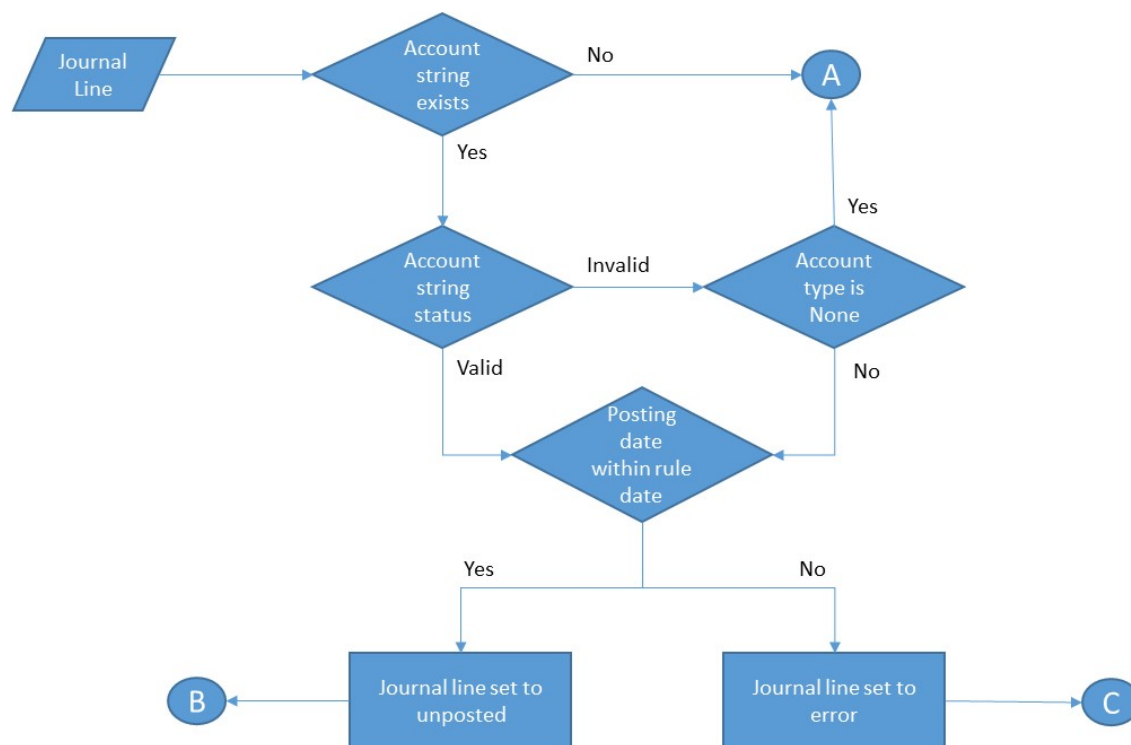 Journal
Line
Account
string
exists
No
A
Yes
Yes
Account
string
status
Invalid
Account
type is
None
Valid
No
Posting
date
within rule
date
Yes
No
B
Journal line set to
unposted
Journal line set to
error
C